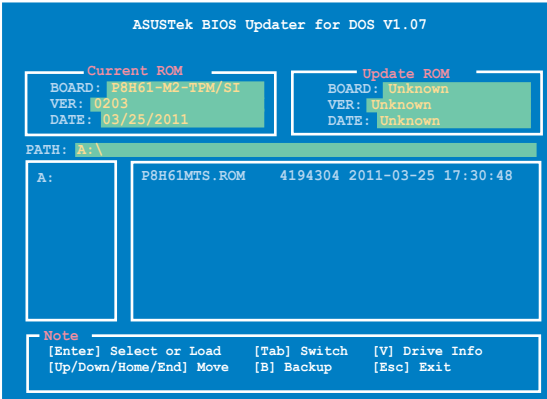 ASUSTek BIOS Updater for DOS V1.07
Current ROM
BOARD: P8H61-M2-TPM/SI
VER: 0203
DATE: 03/25/2011
Update ROM
BOARD: Unknown
VER: Unknown
DATE: Unknown
PATH: A:\
A:
P8H61MTS.ROM 4194304 2011-03-25 17:30:48
Note
[Enter] Select or Load [Tab] Switch [V] Drive Info
[Up/Down/Home/End] Move [B] Backup [Esc] Exit